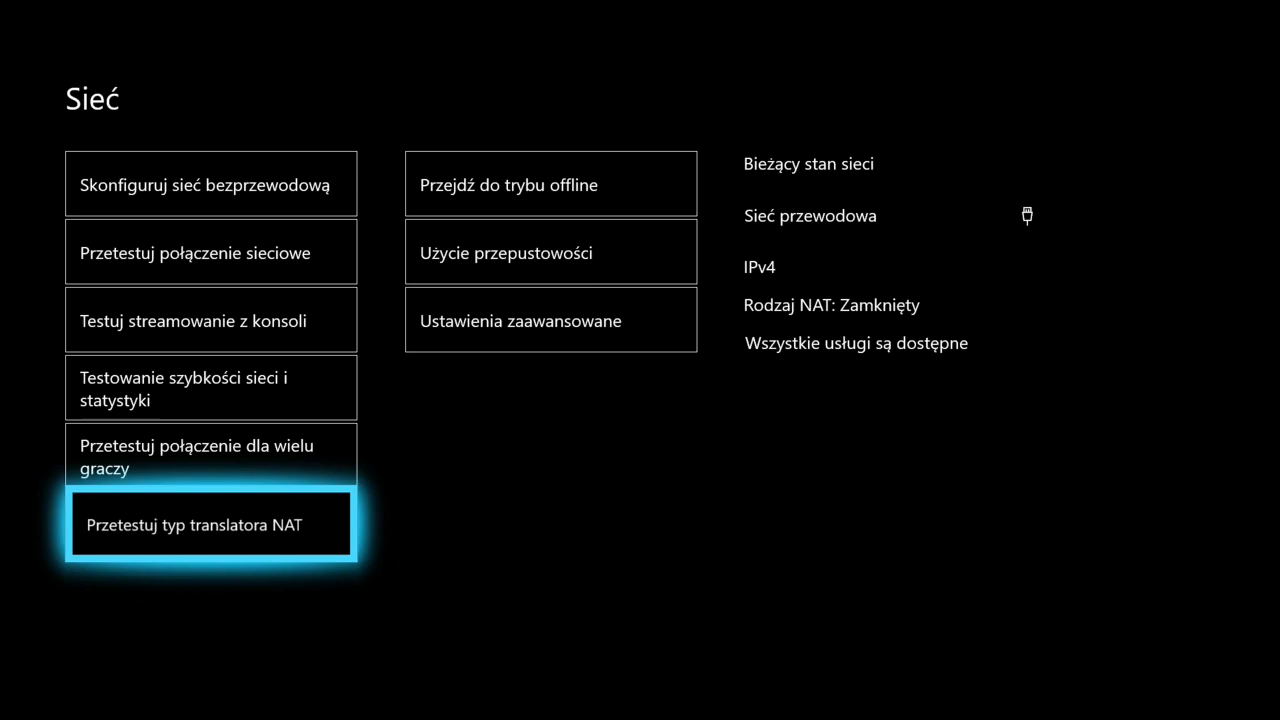 Sieć
Skonfiguruj sieć bezprzewodową
Przetestuj połączenie sieciowe
Testuj streamowanie z konsoli
Testowanie szybkości sieci i
statystyki
Przetestuj połączenie dla wielu
graczy
Przetestuj typ translatora NAT
Przejdź do trybu offline
Użycie przepustowości
Ustawienia zaawansowane
Bieżący stan sieci
Sieć przewodowa
IPv4
Rodzaj NAT: Zamknięty
Wszystkie usługi są dostępne